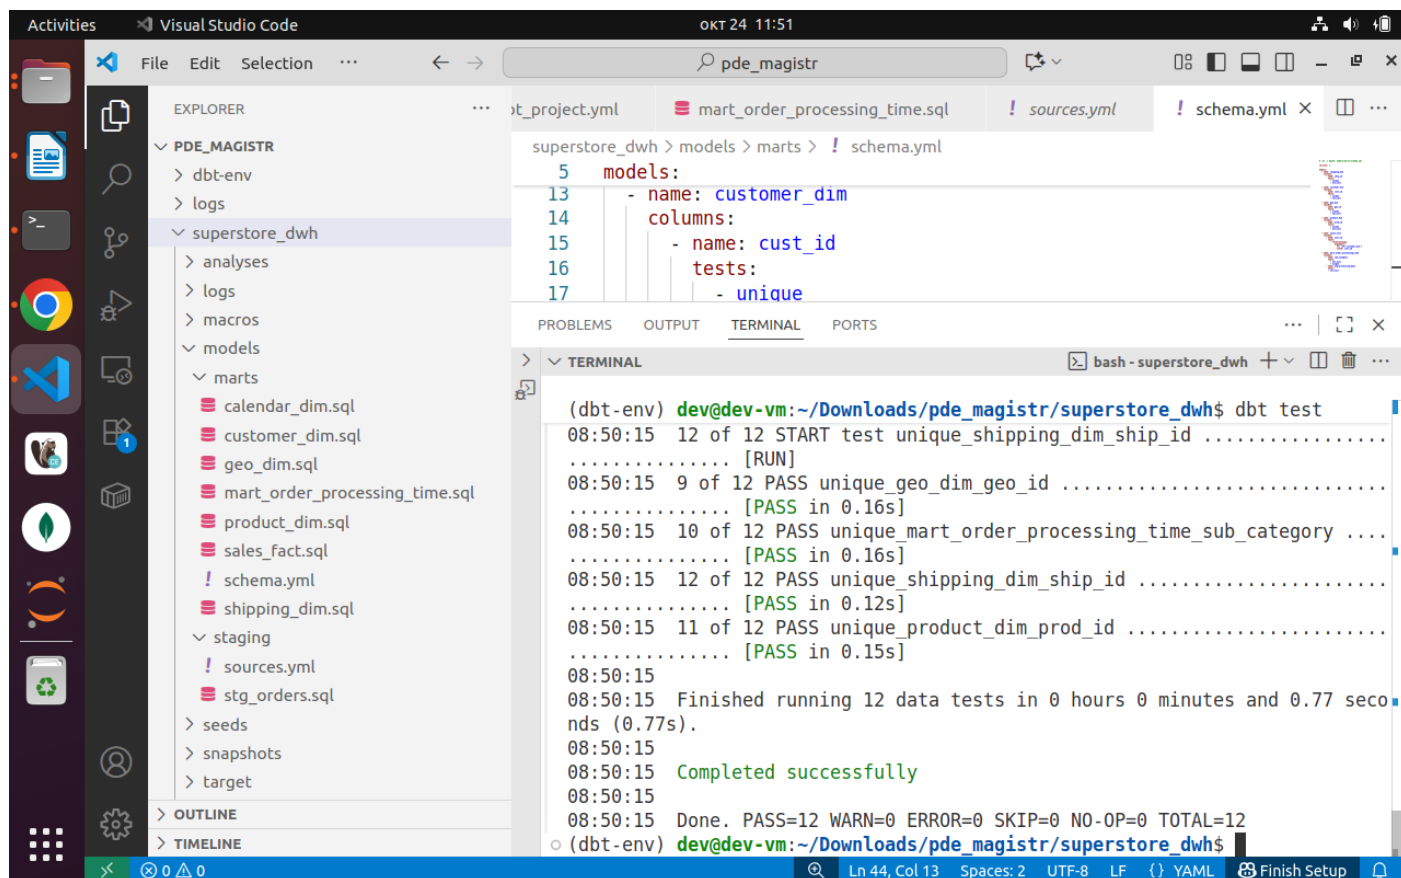 Activities
Visual Studio Code
окт 24 11:51
File Edit Selection ···
pde_magistr
EXPLORER
PDE_MAGISTR
dbt-env
logs
superstore_dwh
analyses
logs
macros
models
marts
calendar_dim.sql
customer_dim.sql
geo_dim.sql
mart_order_processing_time.sql
product_dim.sql
sales_fact.sql
! schema.yml
shipping_dim.sql
staging
! sources.yml
stg_orders.sql
seeds
snapshots
target
OUTLINE
TIMELINE
1
CE
bt_project.yml
mart_order_processing_time.sql
! sources.yml
! schema.yml
superstore_dwh > models > marts > ! schema.yml
5 models:
13 - name: customer_dim
14 columns:
15 - name: cust_id
16 tests:
17 - unique
PROBLEMS OUTPUT TERMINAL PORTS
TERMINAL
bash - superstore_dwh
(dbt-env) dev@dev-vm:~/Downloads/pde_magistr/superstore_dwh$ dbt test
08:50:15 12 of 12 START test unique_shipping_dim_ship_id .................
............... [RUN]
08:50:15 9 of 12 PASS unique_geo_dim_geo_id ..............................
............... [PASS in 0.16s]
08:50:15 10 of 12 PASS unique_mart_order_processing_time_sub_category ....
............... [PASS in 0.16s]
08:50:15 12 of 12 PASS unique_shipping_dim_ship_id .......................
............... [PASS in 0.12s]
08:50:15 11 of 12 PASS unique_product_dim_prod_id ........................
............... [PASS in 0.15s]
08:50:15
08:50:15 Finished running 12 data tests in 0 hours 0 minutes and 0.77 seco
nds (0.77s).
08:50:15
08:50:15 Completed successfully
08:50:15
08:50:15 Done. PASS=12 WARN=0 ERROR=0 SKIP=0 NO-OP=0 TOTAL=12
(dbt-env) dev@dev-vm:~/Downloads/pde_magistr/superstore_dwh$
0 0
Ln 44, Col 13 Spaces: 2 UTF-8 LF {} YAML Finish Setup